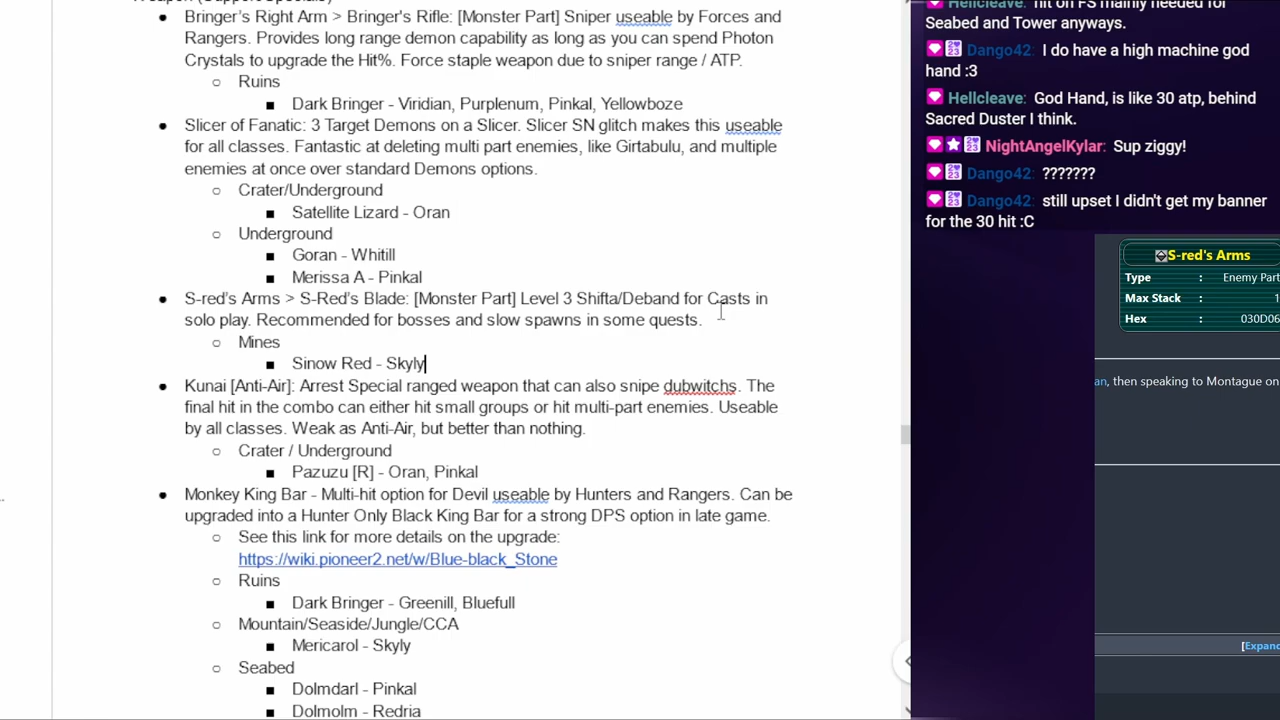 Bringer's Right Arm > Bringer's Rifle: [Monster Part] Sniper useable by Forces and
Rangers. Provides long range demon capability as long as you can spend Photon
Crystals to upgrade the Hit%. Force staple weapon due to sniper range / ATP.
Ruins
Dark Bringer - Viridian, Purplenum, Pinkal, Yellowboze
Slicer of Fanatic: 3 Target Demons on a Slicer. Slicer SN glitch makes this useable
for all classes. Fantastic at deleting multi part enemies, like Girtabulu, and multiple
enemies at once over standard Demons options.
Crater/Underground
Satellite Lizard - Oran
Underground
Goran - Whitill
Merissa A - Pinkal
S-red's Arms > S-Red's Blade: [Monster Part] Level 3 Shifta/Deband for Casts in
solo play. Recommended for bosses and slow spawns in some quests.
Mines
Sinow Red - Skyly
Kunai [Anti-Air]: Arrest Special ranged weapon that can also snipe dubwitchs. The
final hit in the combo can either hit small groups or hit multi-part enemies. Useable
by all classes. Weak as Anti-Air, but better than nothing.
Crater / Underground
Pazuzu [R] - Oran, Pinkal
Monkey King Bar - Multi-hit option for Devil useable by Hunters and Rangers. Can be
upgraded into a Hunter Only Black King Bar for a strong DPS option in late game.
See this link for more details on the upgrade:
https://wiki.pioneer2.net/w/Blue-black_Stone
Ruins
Dark Bringer - Greenill, Bluefull
Mountain/Seaside/Jungle/CCA
Mericarol - Skyly
Seabed
Dolmdarl - Pinkal
Dolmolm - Redria
Hellcleave: hit on FS mainly needed for
Seabed and Tower anyways.
Dango42: I do have a high machine god
hand :3
Hellcleave: God Hand, is like 30 atp, behind
Sacred Duster I think.
NightAngelKylar: Sup ziggy!
Dango42: ???????
Dango42: still upset I didn't get my banner
for the 30 hit :C
S-red's Arms
Type : Enemy Part
Max Stack : 1
Hex : 030D06
an, then speaking to Montague on
[Expan